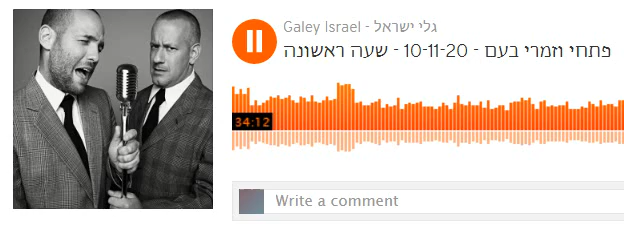 Galey Israel - גלי ישראל
פתחי וזמרי בעם - 10-11-20 - שעה ראשונה
34:12
Write a comment